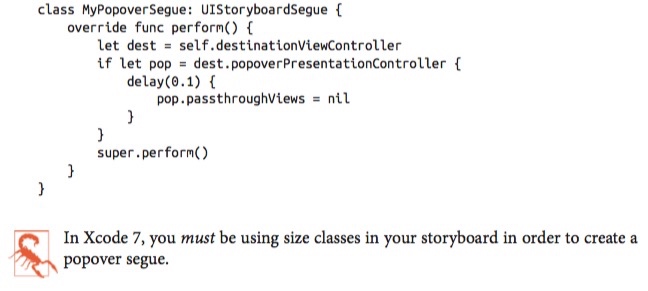 class MyPopoverSegue: UIStoryboardSegue {
    override func perform() {
        let dest = self.destinationViewController
        if let pop = dest.popoverPresentationController {
            delay(0.1) {
                pop.passthroughViews = nil
            }
        }
        super.perform()
    }
}
In Xcode 7, you must be using size classes in your storyboard in order to create a
popover segue.